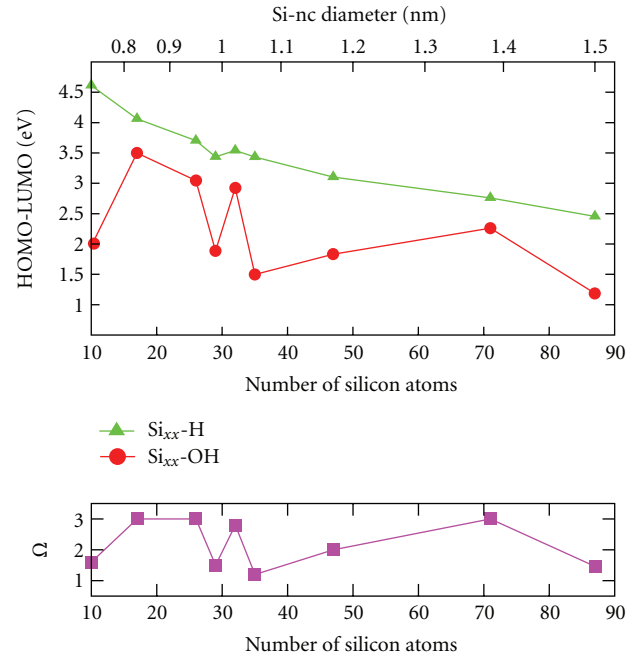 Si-nc diameter (nm)
0.8 0.9 1 1.1 1.2 1.3 1.4 1.5
HOMO-LUMO (eV)
4.5
4
3.5
3
2.5
2
1.5
1
10 20 30 40 50 60 70 80 90
Number of silicon atoms
Si_xx-H
Si_xx-OH
Ω
3
2
1
10 20 30 40 50 60 70 80 90
Number of silicon atoms